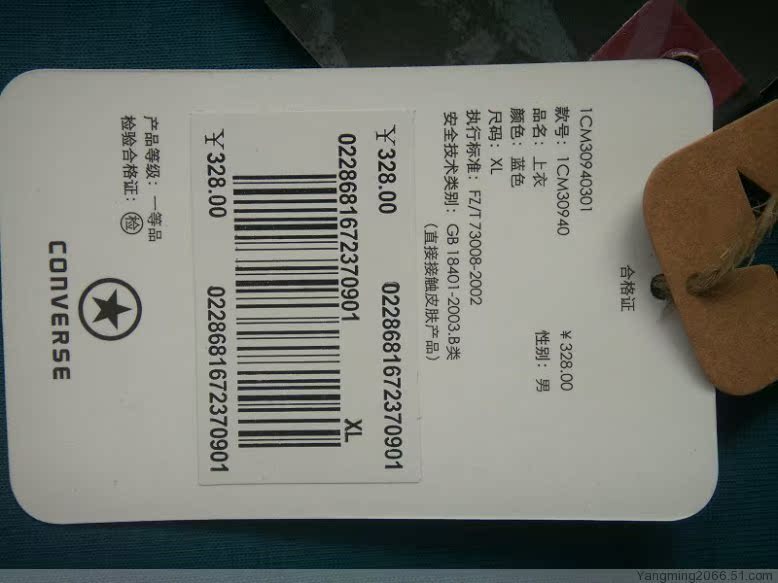 合格证
1CM30940301
款号：1CM30940 ￥328.00
品名：上衣 性别：男
颜色：蓝色
尺码：XL
执行标准：FZ/T 73008-2002
安全技术类别：GB 18401-2003.B类
（直接接触皮肤产品）
￥328.00 0228681672370901
0228681672370901 XL
￥328.00 0228681672370901
产品等级：一等品
检验合格证：检
CONVERSE
Yangming2066.51.com